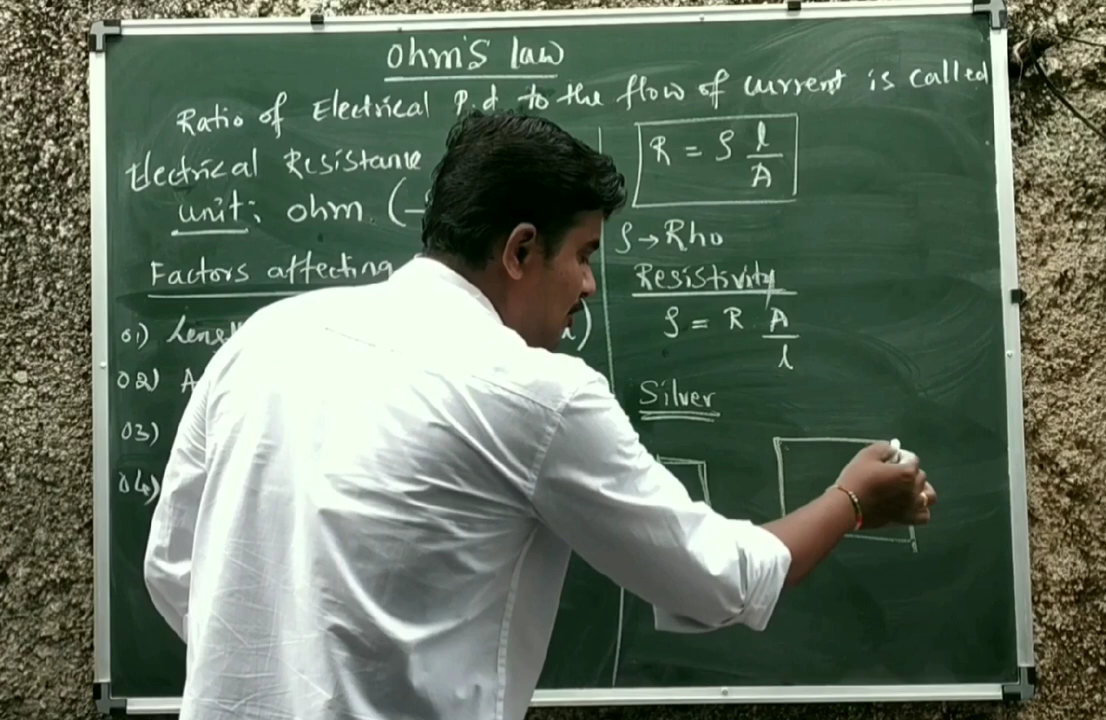 ohm's law
Ratio of Electrical P.d to the flow of current is called
Electrical Resistance
unit: ohm (
Factors affecting
01)
02) A
03)
04)
R = ρ l/A
ρ → Rho
Resistivity
ρ = R A/l
Silver